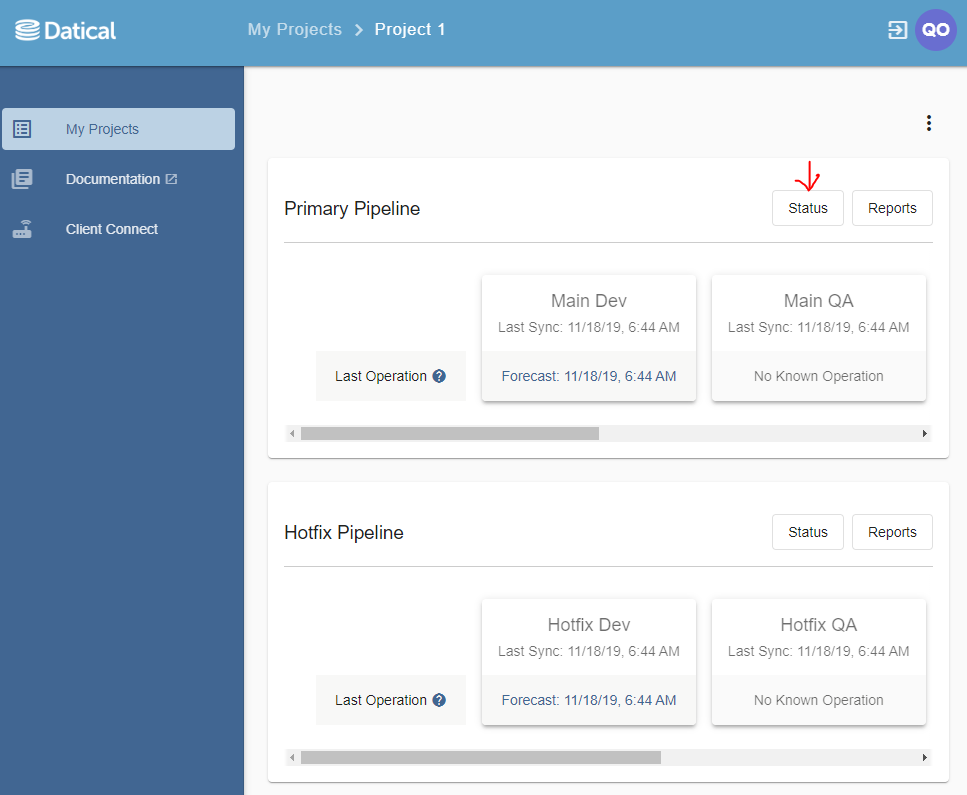 Datical
My Projects > Project 1
QO
My Projects
Documentation
Client Connect
Primary Pipeline
Status
Reports
Main Dev
Last Sync: 11/18/19, 6:44 AM
Main QA
Last Sync: 11/18/19, 6:44 AM
Last Operation ?
Forecast: 11/18/19, 6:44 AM
No Known Operation
Hotfix Pipeline
Status
Reports
Hotfix Dev
Last Sync: 11/18/19, 6:44 AM
Hotfix QA
Last Sync: 11/18/19, 6:44 AM
Last Operation ?
Forecast: 11/18/19, 6:44 AM
No Known Operation